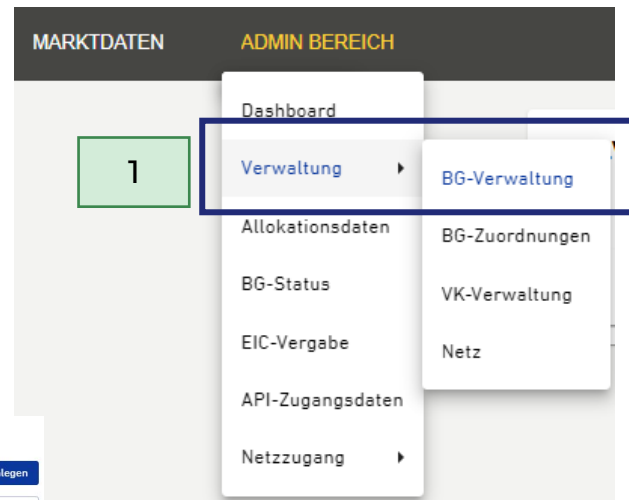 MARKTDATEN ADMIN BEREICH
Dashboard
1
Verwaltung
BG-Verwaltung
Allokationsdaten
BG-Zuordnungen
BG-Status
VK-Verwaltung
EIC-Vergabe
Netz
API-Zugangsdaten
Netzzugang
legen